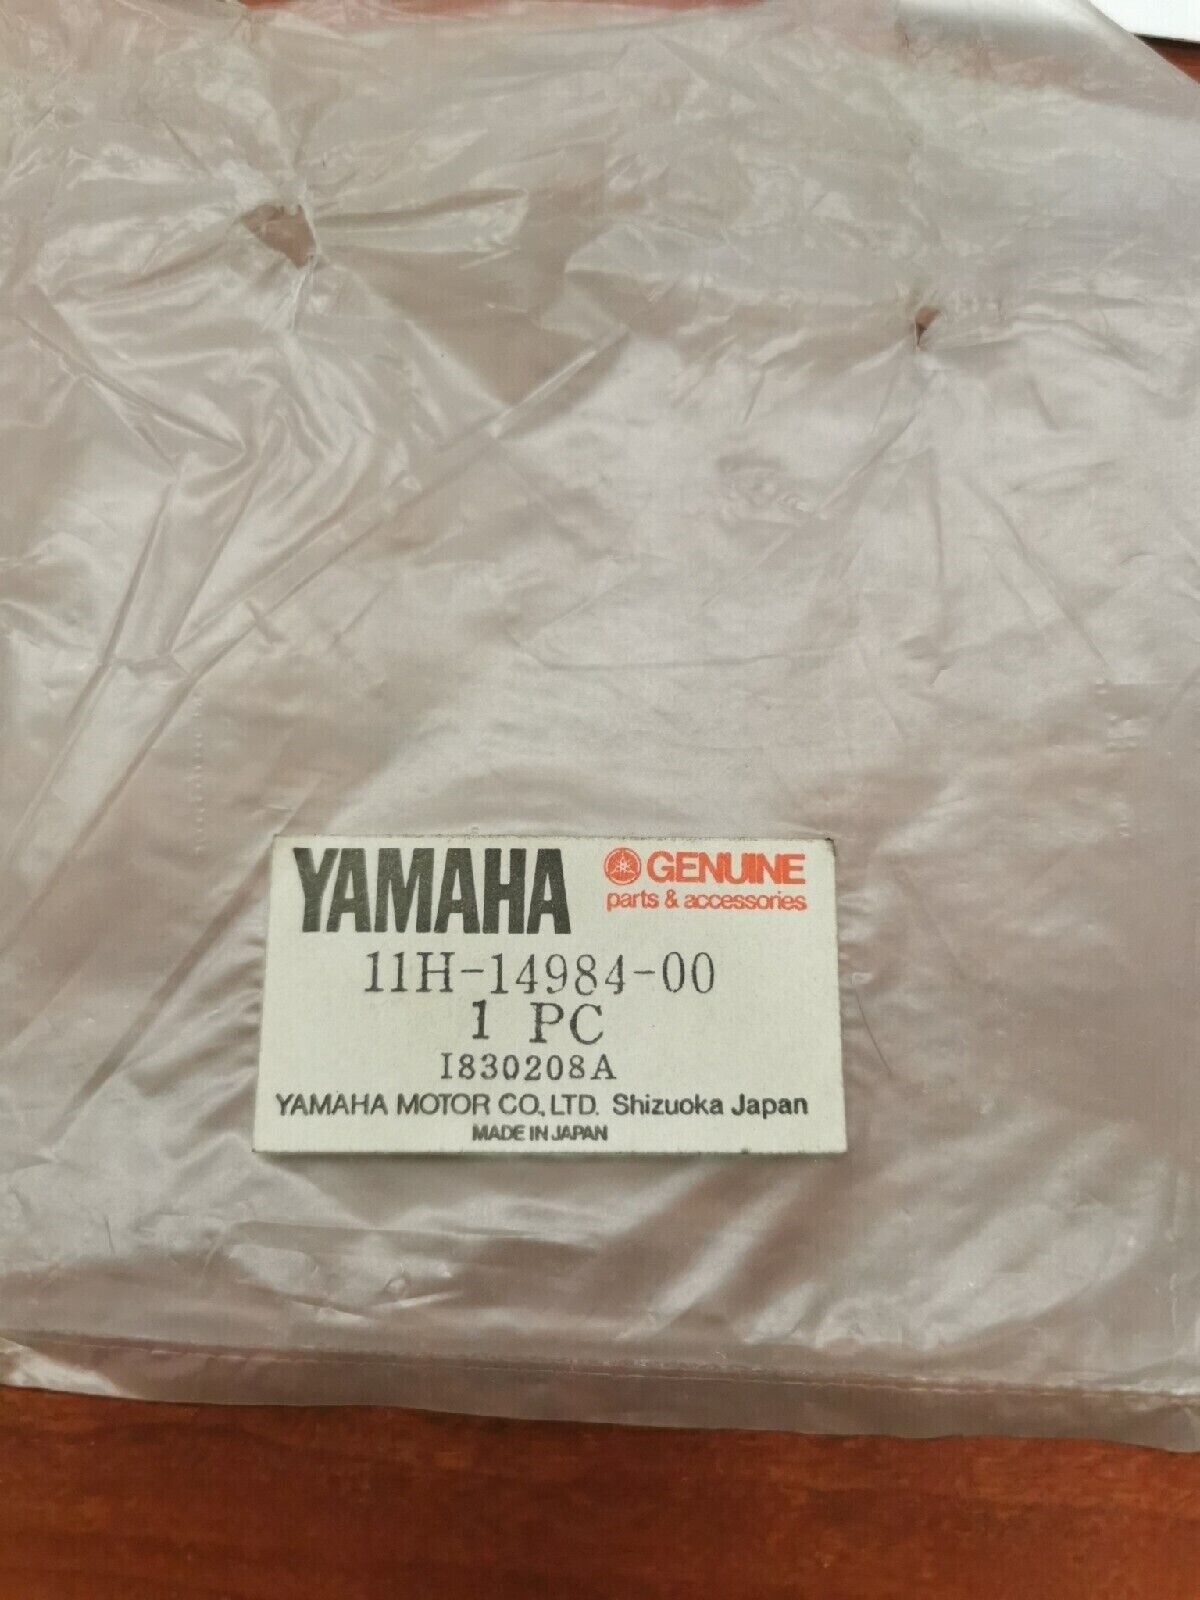 YAMAHA GENUINE
parts & accessories
11H-14984-00
1 PC
I830208A
YAMAHA MOTOR CO., LTD. Shizuoka Japan
MADE IN JAPAN